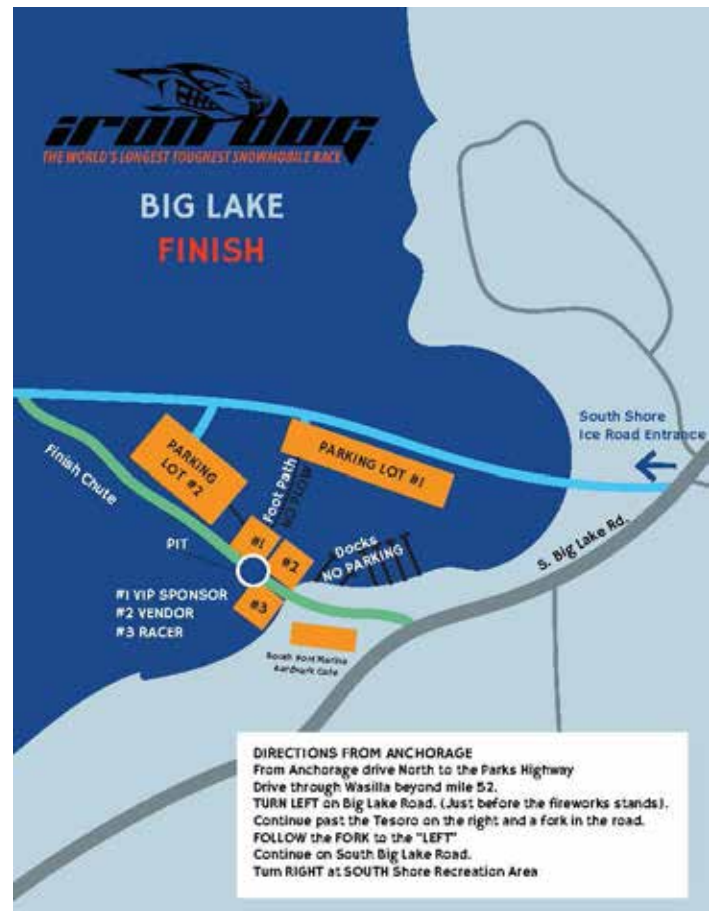 iron dog
THE WORLD'S LONGEST TOUGHEST SNOWMOBILE RACE
BIG LAKE
FINISH
South Shore
Ice Road Entrance
PARKING LOT #1
PARKING
LOT #2
Finish Chute
Foot Path
NO PLOW
S. Big Lake Rd.
Docks
NO PARKING
PIT
#1
#2
#3
#1 VIP SPONSOR
#2 VENDOR
#3 RACER
South Port Marina
Aardvark Cafe
DIRECTIONS FROM ANCHORAGE
From Anchorage drive North to the Parks Highway
Drive through Wasilla beyond mile 52.
TURN LEFT on Big Lake Road. (Just before the fireworks stands).
Continue past the Tesoro on the right and a fork in the road.
FOLLOW the FORK to the "LEFT"
Continue on South Big Lake Road.
Turn RIGHT at SOUTH Shore Recreation Area